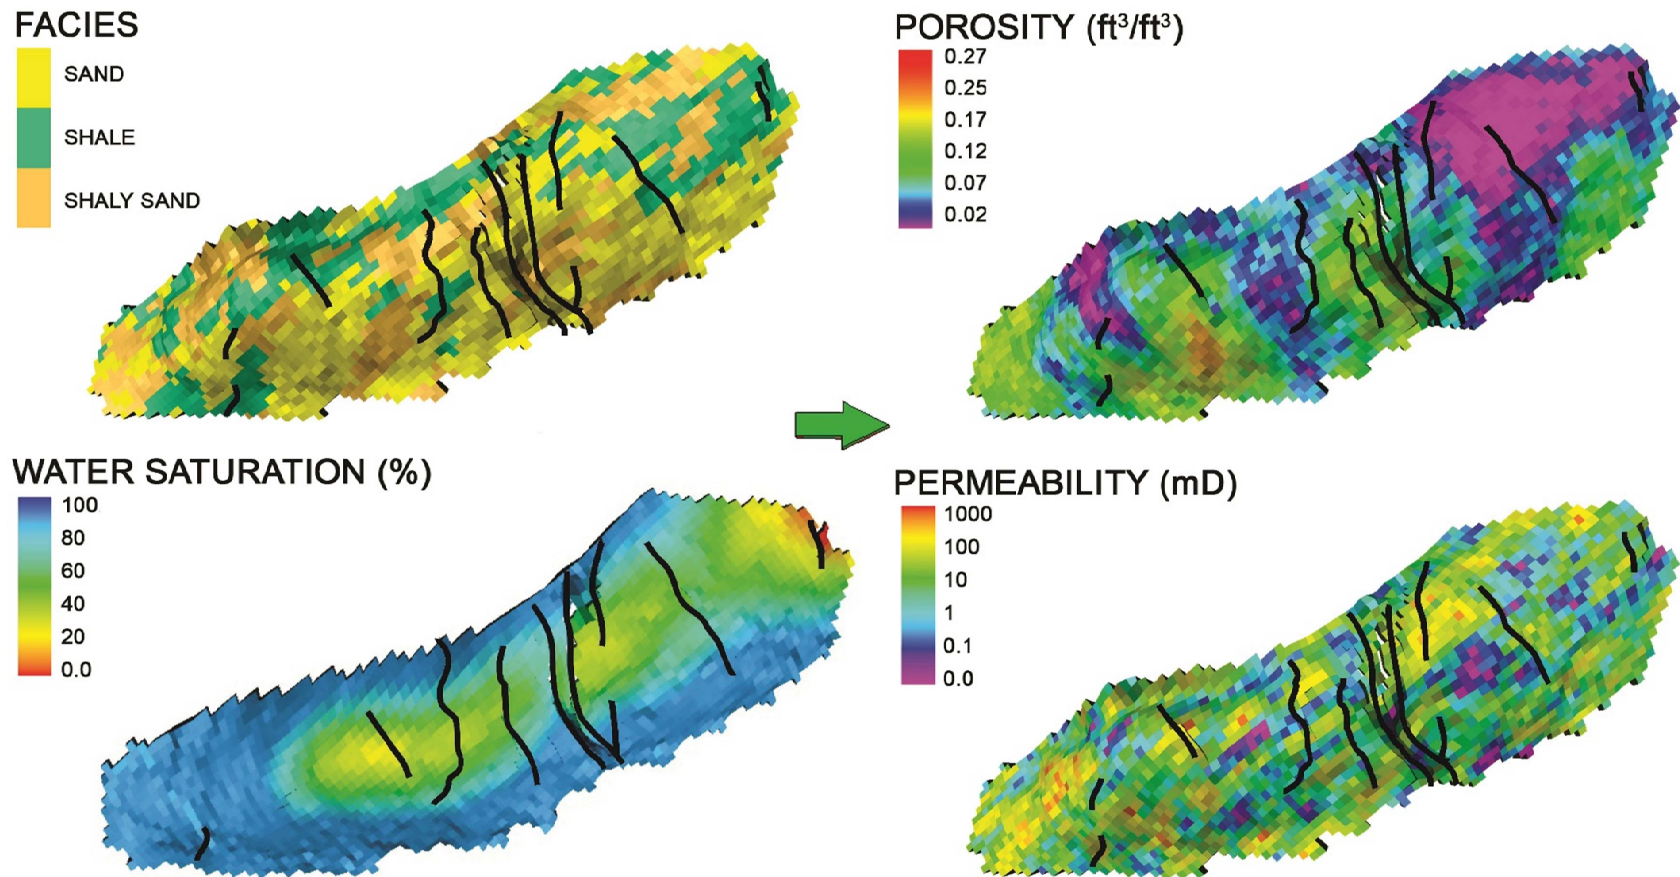 FACIES
SAND
SHALE
SHALY SAND
POROSITY (ft³/ft³)
0.27
0.25
0.17
0.12
0.07
0.02
WATER SATURATION (%)
100
80
60
40
20
0.0
PERMEABILITY (mD)
1000
100
10
1
0.1
0.0